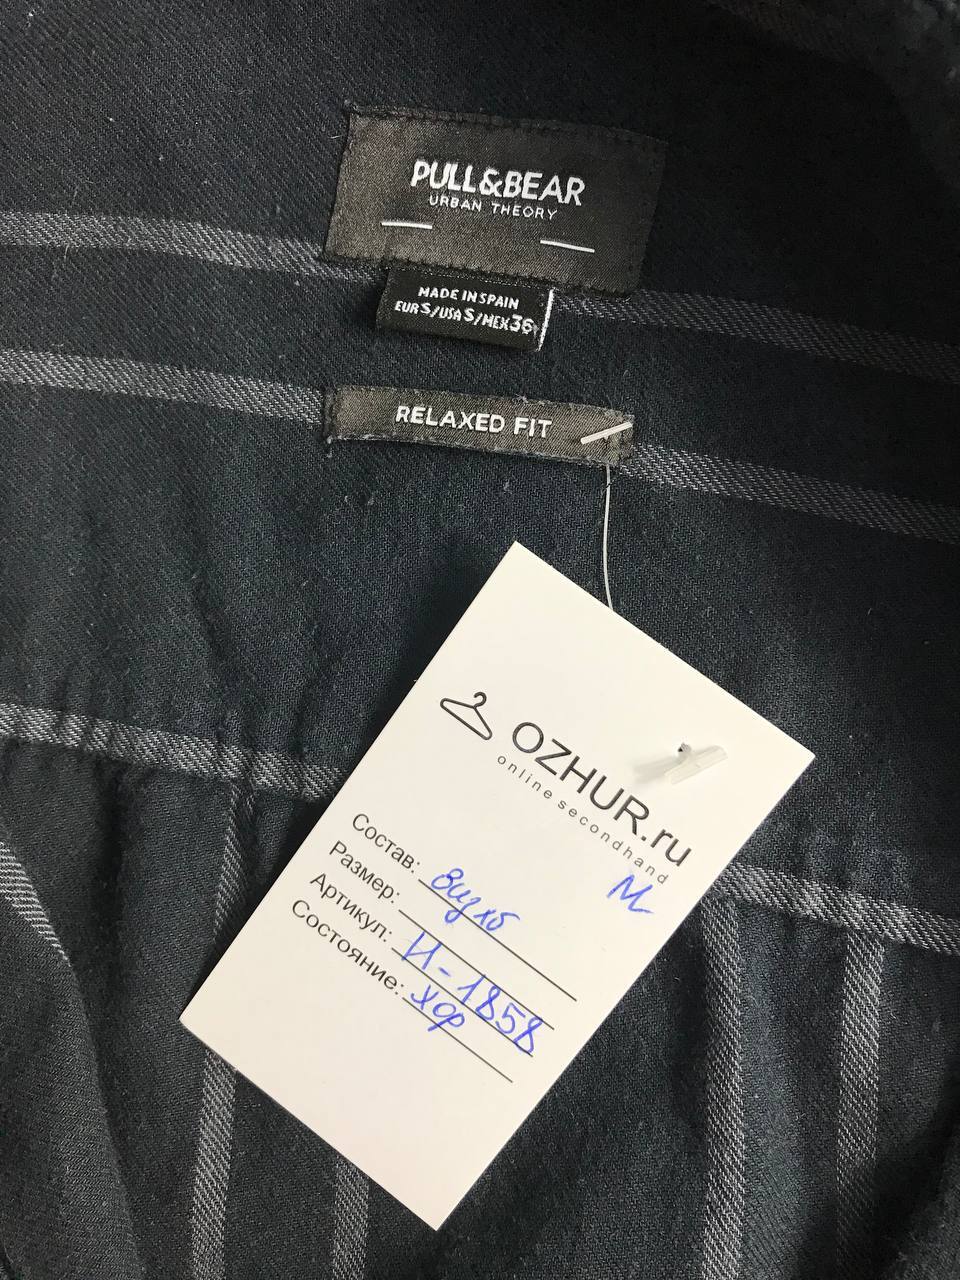 PULL&BEAR
URBAN THEORY
MADE IN SPAIN
EUR S/USA S/MEX 36
RELAXED FIT
OZHUR.ru
online secondhand
М
Состав:
Размер:
Артикул: И-1858
Состояние: хор